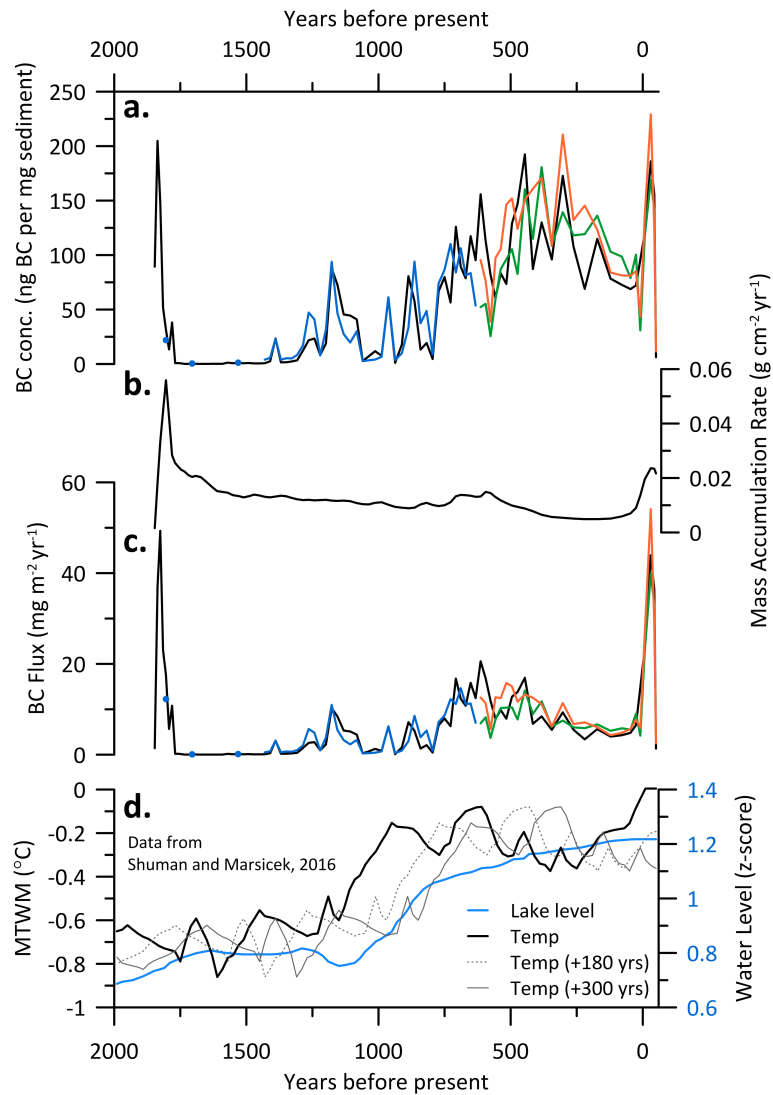 Years before present
2000 1500 1000 500 0
a.
BC conc. (ng BC per mg sediment)
250
200
150
100
50
0
b.
Mass Accumulation Rate (g cm⁻² yr⁻¹)
0.06
0.04
0.02
0
c.
BC Flux (mg m⁻² yr⁻¹)
60
40
20
0
d.
MTWM (°C)
0
-0.2
-0.4
-0.6
-0.8
-1
Data from
Shuman and Marsicek, 2016
Lake level
Temp
Temp (+180 yrs)
Temp (+300 yrs)
Water Level (z-score)
1.4
1.2
1
0.8
0.6
2000 1500 1000 500 0
Years before present